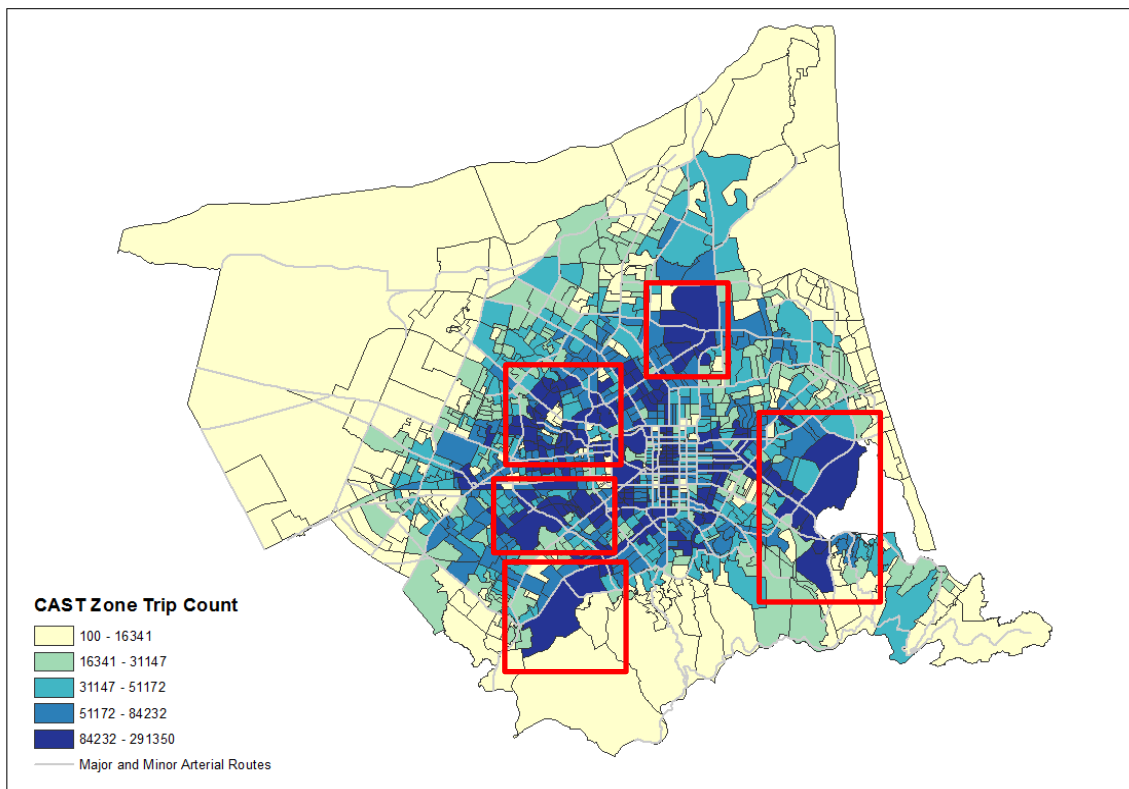 CAST Zone Trip Count
100 - 16341
16341 - 31147
31147 - 51172
51172 - 84232
84232 - 291350
Major and Minor Arterial Routes